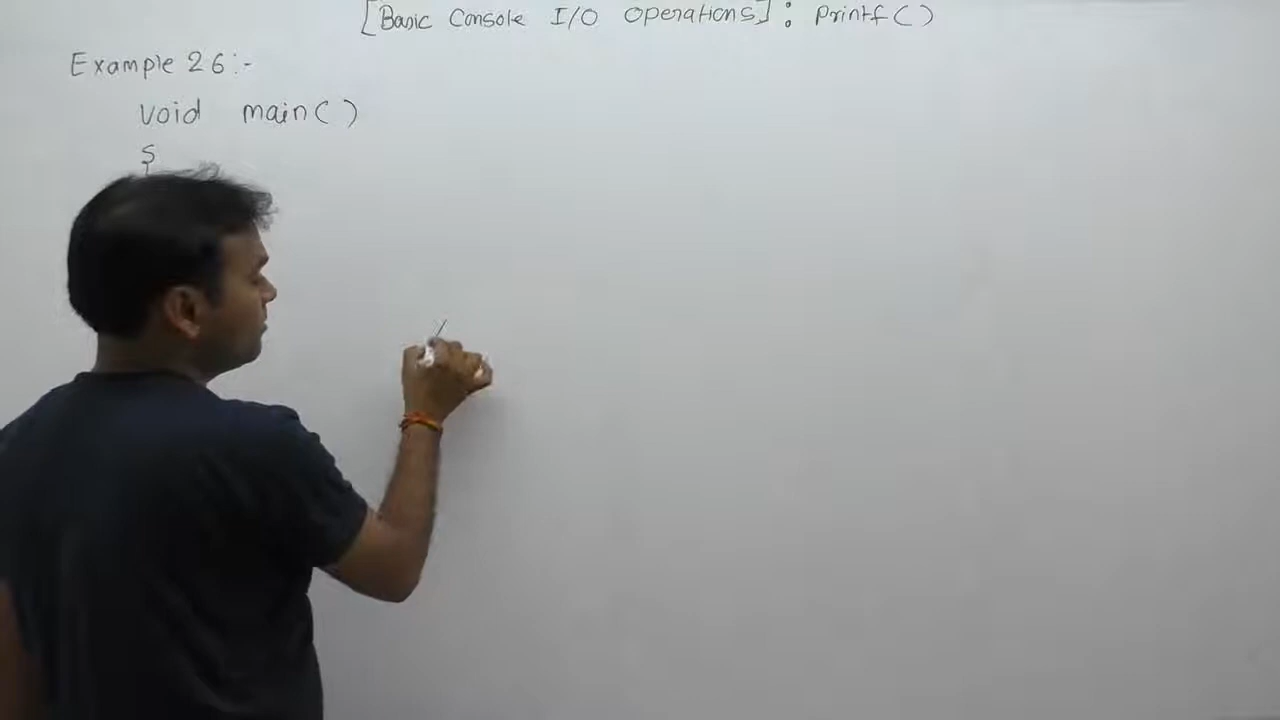 [Basic Console I/O Operations] : printf()
Example 26:-
void main()
{